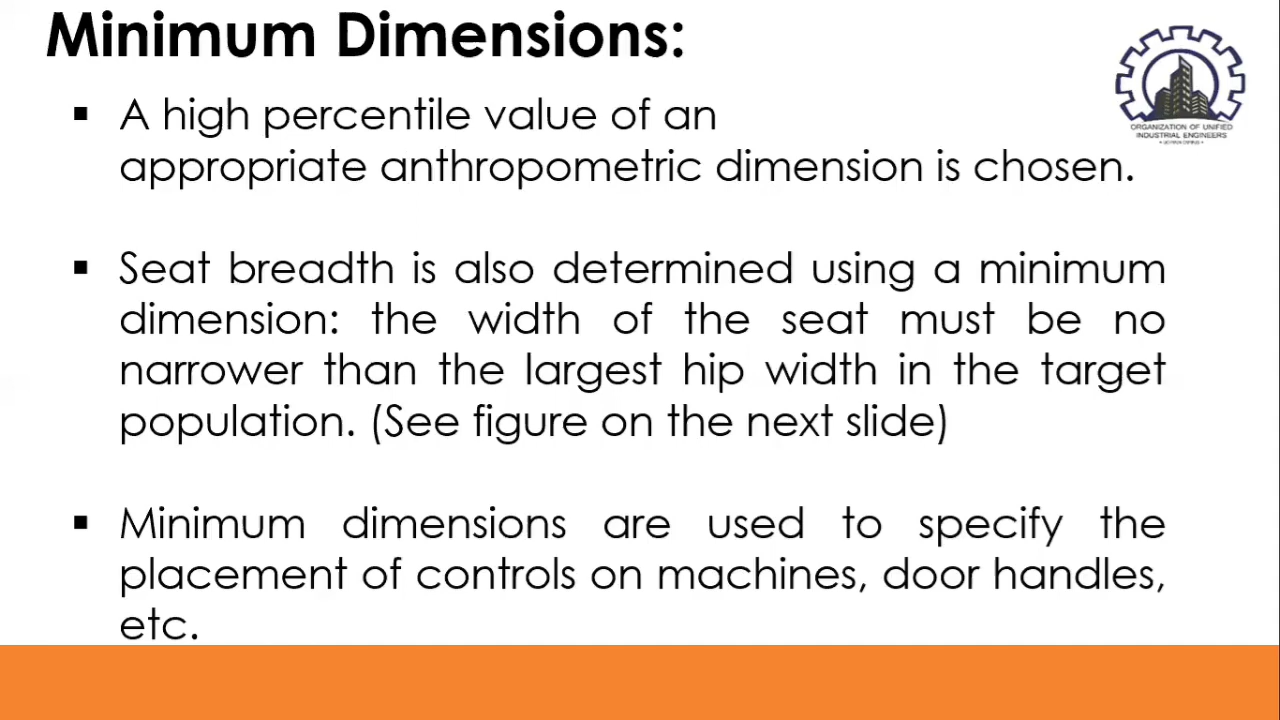 Minimum Dimensions:
▪ A high percentile value of an
appropriate anthropometric dimension is chosen.
▪ Seat breadth is also determined using a minimum
dimension: the width of the seat must be no
narrower than the largest hip width in the target
population. (See figure on the next slide)
▪ Minimum dimensions are used to specify the
placement of controls on machines, door handles,
etc.
ORGANIZATION OF UNIFIED
INDUSTRIAL ENGINEERS